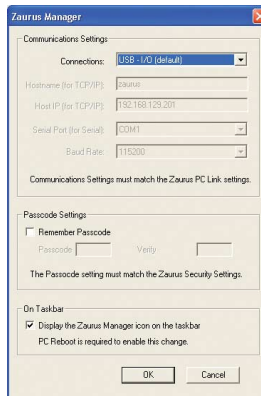 Zaurus Manager
Communications Settings
Connections: USB - I/O (default)
Hostname (for TCP/IP): zaurus
Host IP (for TCP/IP): 192.168.129.201
Serial Port (for Serial): COM1
Baud Rate: 115200
Communications Settings must match the Zaurus PC Link settings.
Passcode Settings
Remember Passcode
Passcode Verify
The Passcode setting must match the Zaurus Security Settings.
On Taskbar
Display the Zaurus Manager icon on the taskbar
PC Reboot is required to enable this change.
OK Cancel